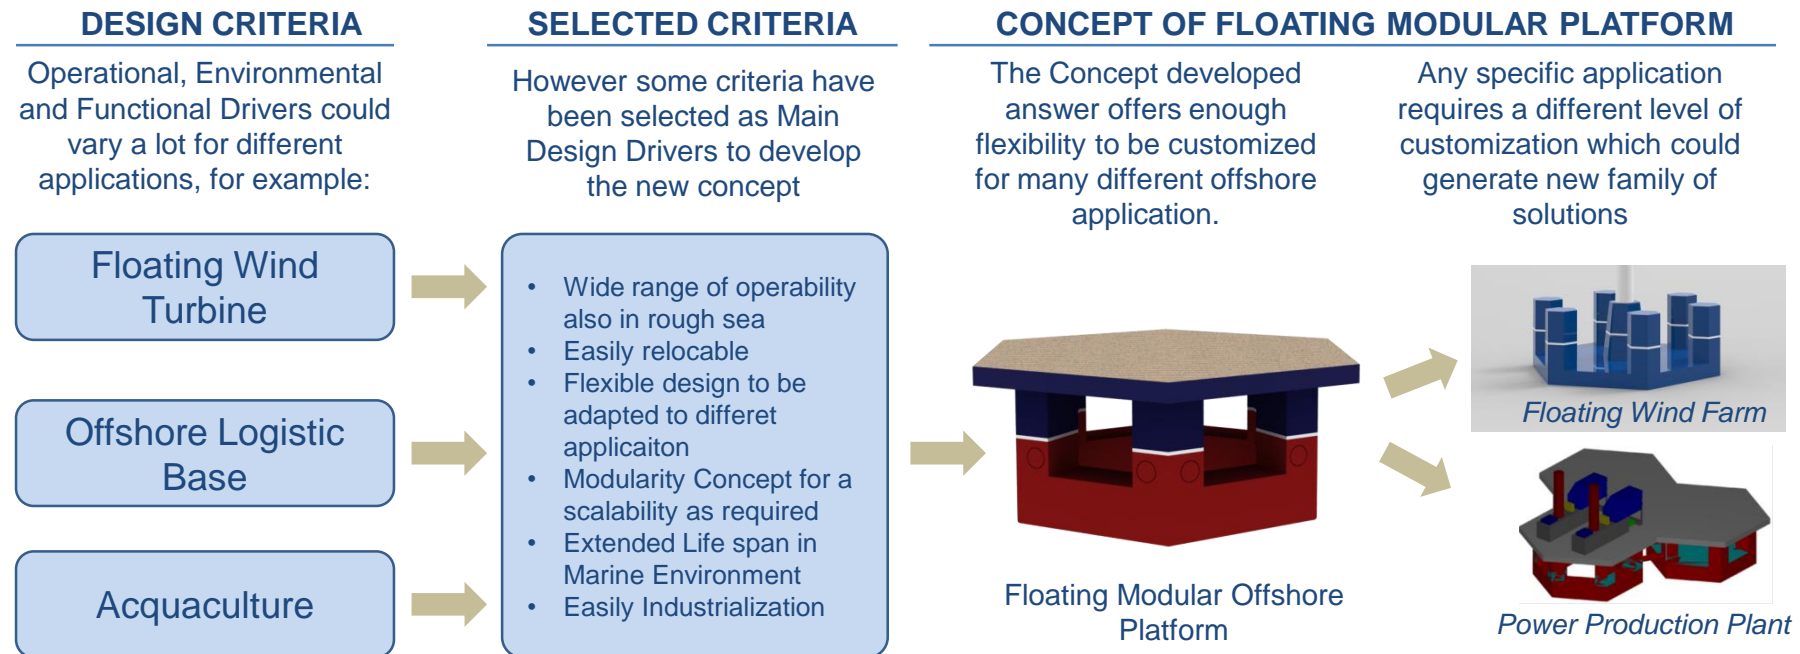 DESIGN CRITERIA
Operational, Environmental
and Functional Drivers could
vary a lot for different
applications, for example:
Floating Wind
Turbine
Offshore Logistic
Base
Acquaculture
SELECTED CRITERIA
However some criteria have
been selected as Main
Design Drivers to develop
the new concept
• Wide range of operability
also in rough sea
• Easily relocable
• Flexible design to be
adapted to differet
applicaiton
• Modularity Concept for a
scalability as required
• Extended Life span in
Marine Environment
• Easily Industrialization
CONCEPT OF FLOATING MODULAR PLATFORM
The Concept developed
answer offers enough
flexibility to be customized
for many different offshore
application.
Floating Modular Offshore
Platform
Any specific application
requires a different level of
customization which could
generate new family of
solutions
Floating Wind Farm
Power Production Plant